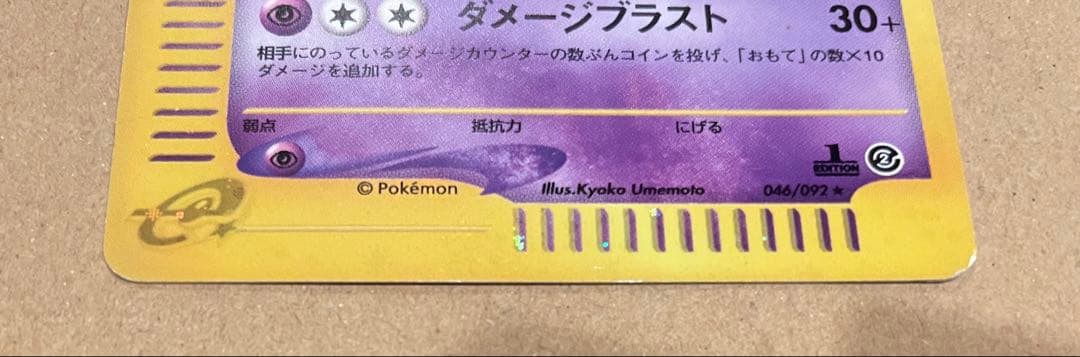 ダメージブラスト 30+
相手にのっているダメージカウンターの数ぶんコインを投げ、「おもて」の数×10
ダメージを追加する。
弱点 抵抗力 にげる
1
EDITION
2
© Pokémon Illus.Kyoko Umemoto 046/092 ★
e